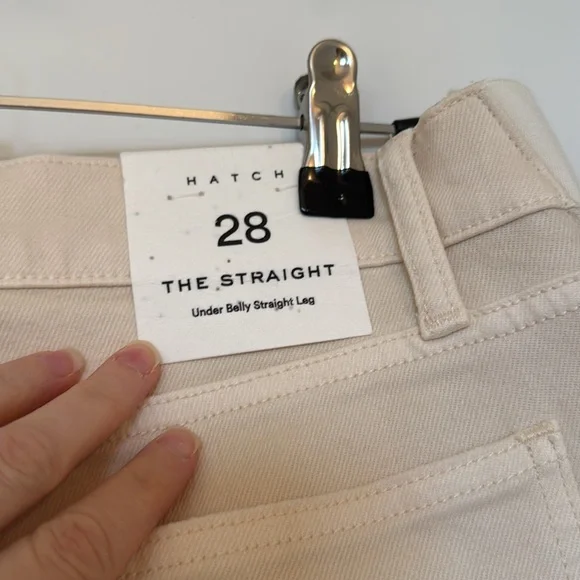 HATCH
28
THE STRAIGHT
Under Belly Straight Leg